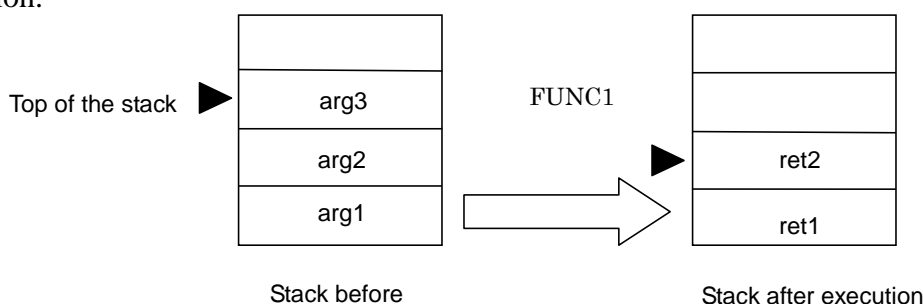 Top of the stack
arg3
arg2
arg1
FUNC1
ret2
ret1
Stack before
Stack after execution